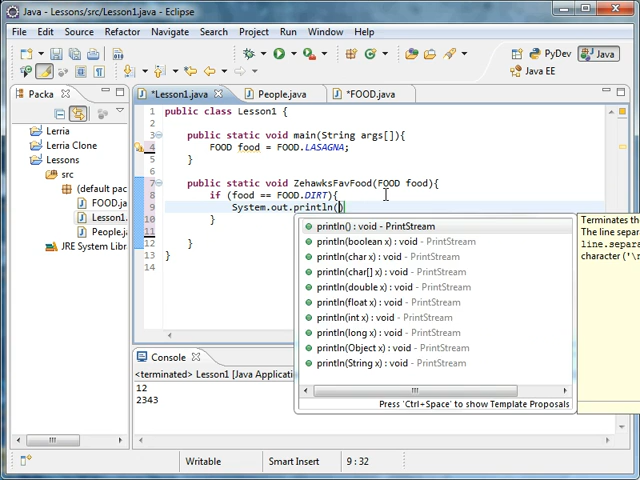 Java - Lessons/src/Lesson1.java - Eclipse
File Edit Source Refactor Navigate Search Project Run Window Help
PyDev Java
Java EE
Packa
Lerria
Lerria Clone
Lessons
src
(default pac
FOOD.ja
Lesson1.
People.ja
JRE System Libr
*Lesson1.java People.java *FOOD.java
1 public class Lesson1 {
2
3 public static void main(String args[]){
4 FOOD food = FOOD.LASAGNA;
5 }
6
7 public static void ZehawksFavFood(FOOD food){
8 if (food == FOOD.DIRT){
9 System.out.println()
10 }
11
12 }
13 }
14
println() : void - PrintStream
println(boolean x) : void - PrintStream
println(char x) : void - PrintStream
println(char[] x) : void - PrintStream
println(double x) : void - PrintStream
println(float x) : void - PrintStream
println(int x) : void - PrintStream
println(long x) : void - PrintStream
println(Object x) : void - PrintStream
println(String x) : void - PrintStream
Press 'Ctrl+Space' to show Template Proposals
Terminates th
The line separ
line.separa
character ('\n
Console
<terminated> Lesson1 [Java Applicati
12
2343
Writable Smart Insert 9 : 32